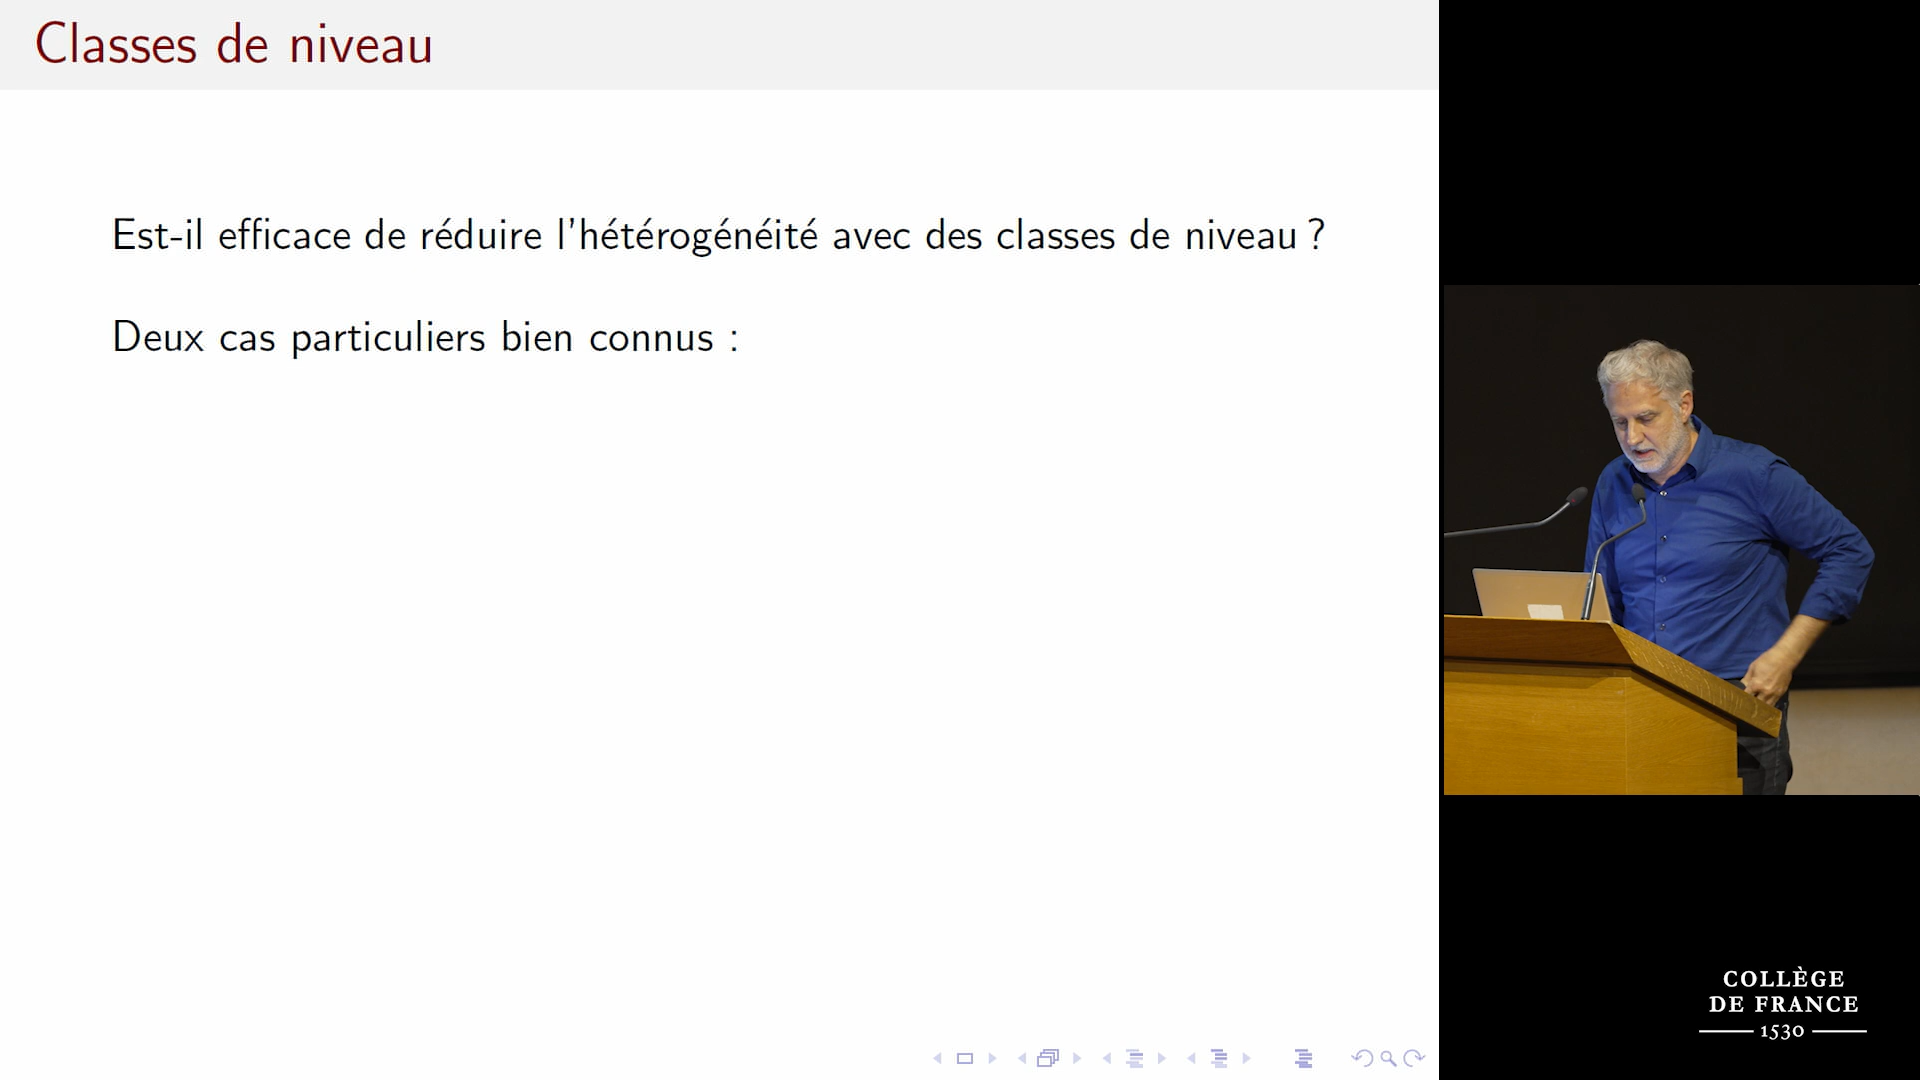 Classes de niveau
Est-il efficace de réduire l'hétérogénéité avec des classes de niveau ?
Deux cas particuliers bien connus :
COLLÈGE
DE FRANCE
1530